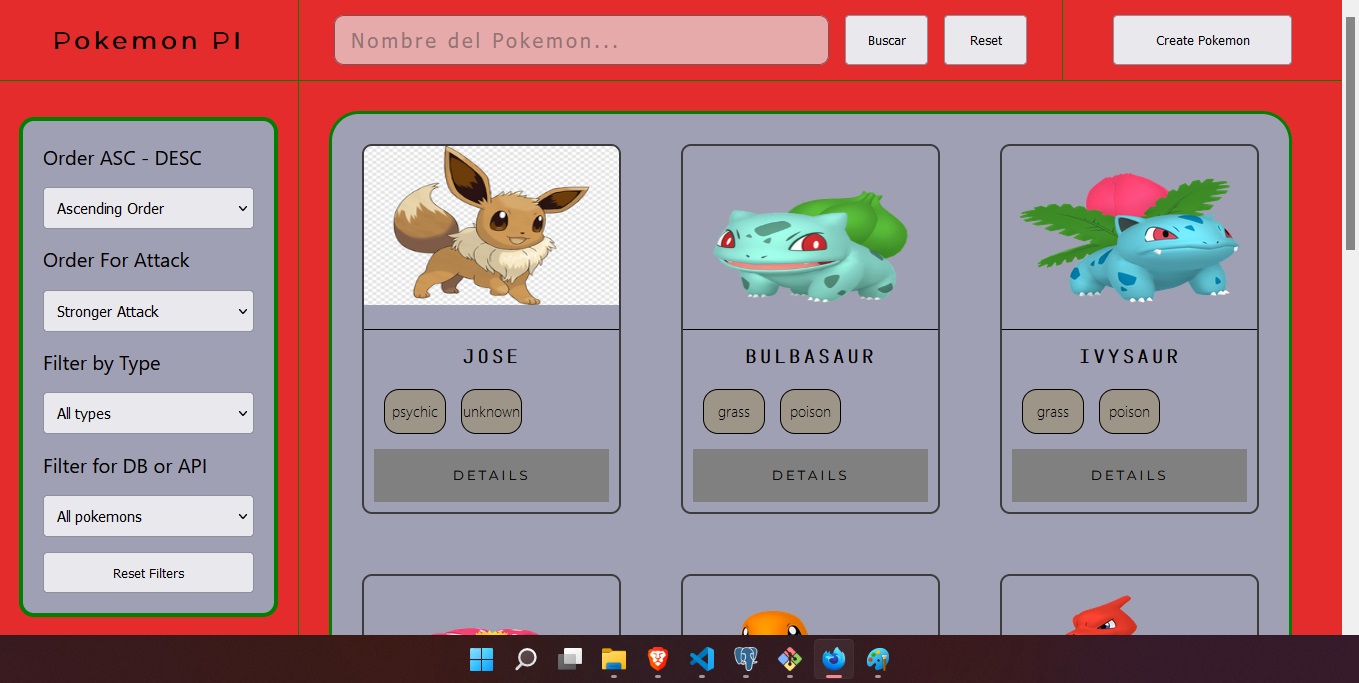 Pokemon PI
Nombre del Pokemon...
Buscar
Reset
Create Pokemon
Order ASC - DESC
Ascending Order
Order For Attack
Stronger Attack
Filter by Type
All types
Filter for DB or API
All pokemons
Reset Filters
JOSE
psychic unknown
DETAILS
BULBASAUR
grass poison
DETAILS
IVYSAUR
grass poison
DETAILS